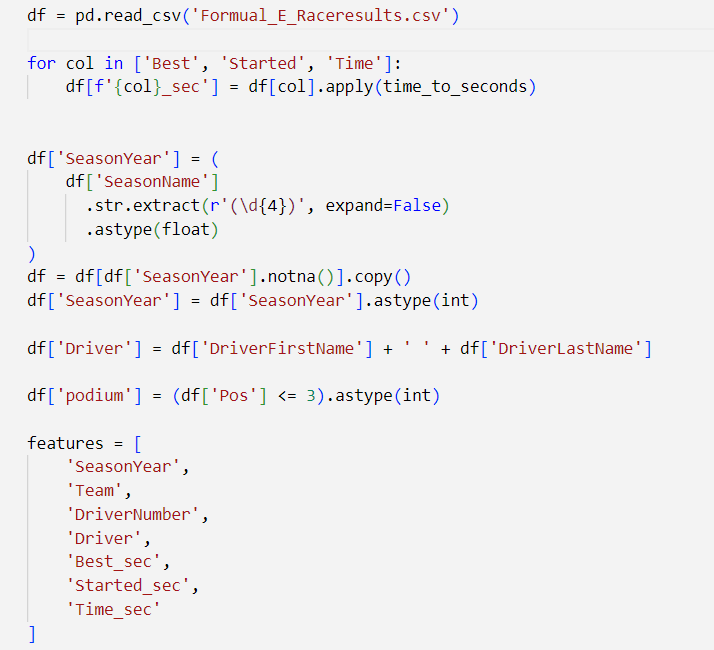 df = pd.read_csv('Formual_E_Raceresults.csv')
for col in ['Best', 'Started', 'Time']:
    df[f'{col}_sec'] = df[col].apply(time_to_seconds)
df['SeasonYear'] = (
    df['SeasonName']
      .str.extract(r'(\d{4})', expand=False)
      .astype(float)
)
df = df[df['SeasonYear'].notna()].copy()
df['SeasonYear'] = df['SeasonYear'].astype(int)
df['Driver'] = df['DriverFirstName'] + ' ' + df['DriverLastName']
df['podium'] = (df['Pos'] <= 3).astype(int)
features = [
    'SeasonYear',
    'Team',
    'DriverNumber',
    'Driver',
    'Best_sec',
    'Started_sec',
    'Time_sec'
]